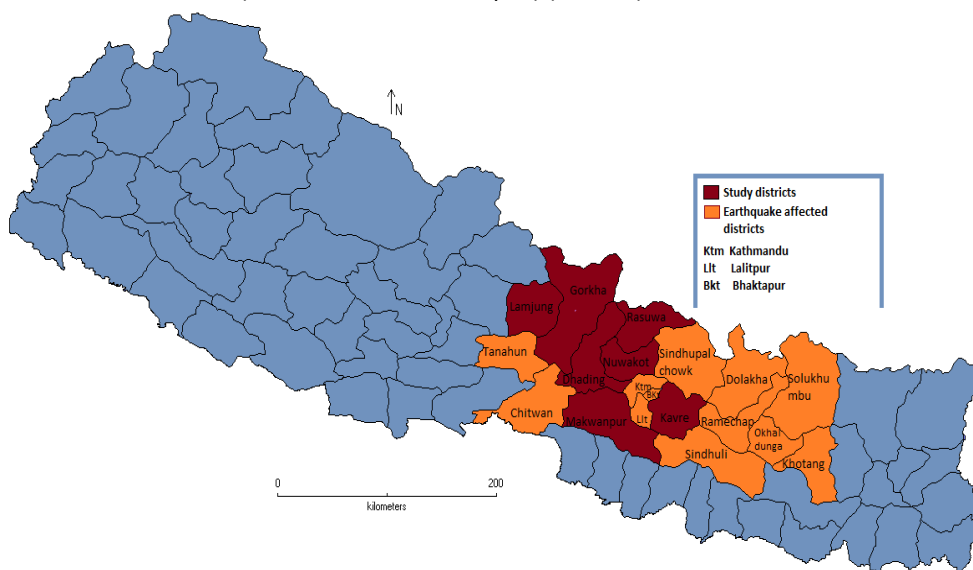 N
Study districts
Earthquake affected
districts
Ktm Kathmandu
Llt Lalitpur
Bkt Bhaktapur
Gorkha
Lamjung
Rasuwa
Tanahun
Nuwakot
Sindhupal
chowk
Dhading
Dolakha
Solukhu
mbu
Ktm
Bkt
Chitwan
Makwanpur
Llt
Kavre
Ramechap
Okhal
dunga
Sindhuli
Khotang
0 200
kilometers